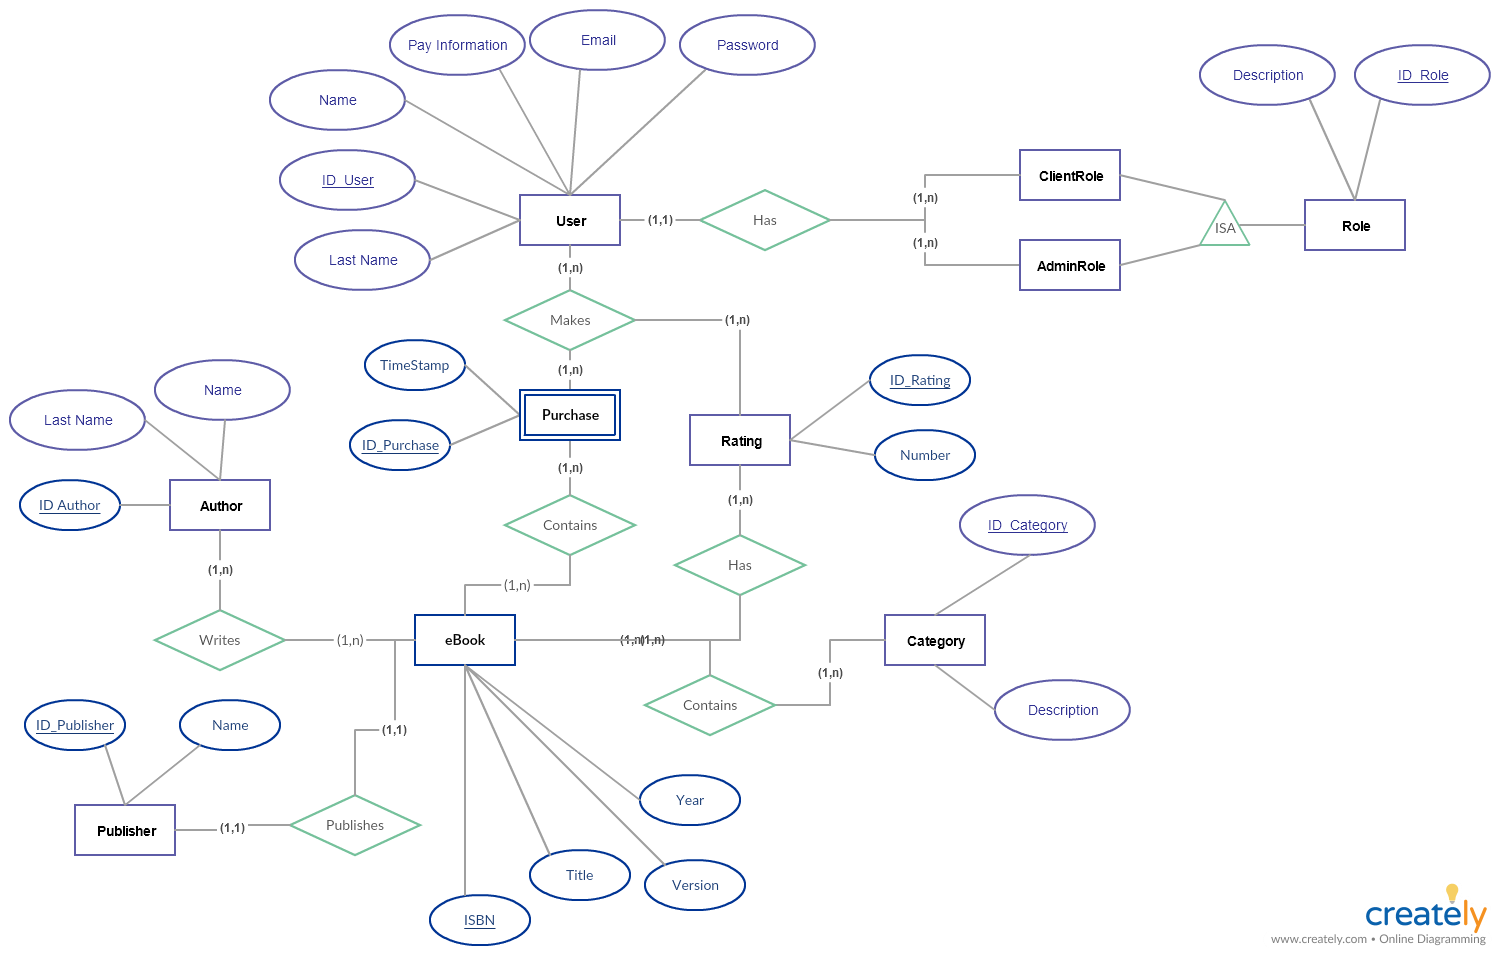 Pay Information
Email
Password
Name
Description
ID_Role
ID_User
ClientRole
(1,n)
User
(1,1)
Has
ISA
Role
(1,n)
Last Name
(1,n)
AdminRole
Makes
(1,n)
TimeStamp
(1,n)
ID_Rating
Name
Last Name
Purchase
ID_Purchase
Rating
Number
(1,n)
(1,n)
ID Author
Author
Contains
ID_Category
(1,n)
Has
(1,n)
Writes
(1,n)
eBook
(1,n)
(1,n)
Category
(1,n)
Contains
Description
ID_Publisher
Name
(1,1)
Year
Publisher
(1,1)
Publishes
Title
Version
ISBN
creately
www.creately.com • Online Diagramming